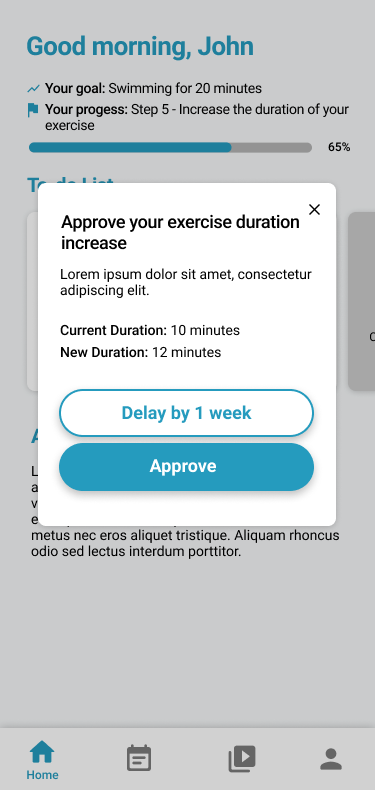 Good morning, John
Your goal: Swimming for 20 minutes
Your progess: Step 5 - Increase the duration of your
exercise
65%
To-do List
Approve your exercise duration
increase
Lorem ipsum dolor sit amet, consectetur
adipiscing elit.
Current Duration: 10 minutes
New Duration: 12 minutes
Delay by 1 week
Approve
metus nec eros aliquet tristique. Aliquam rhoncus
odio sed lectus interdum porttitor.
Home